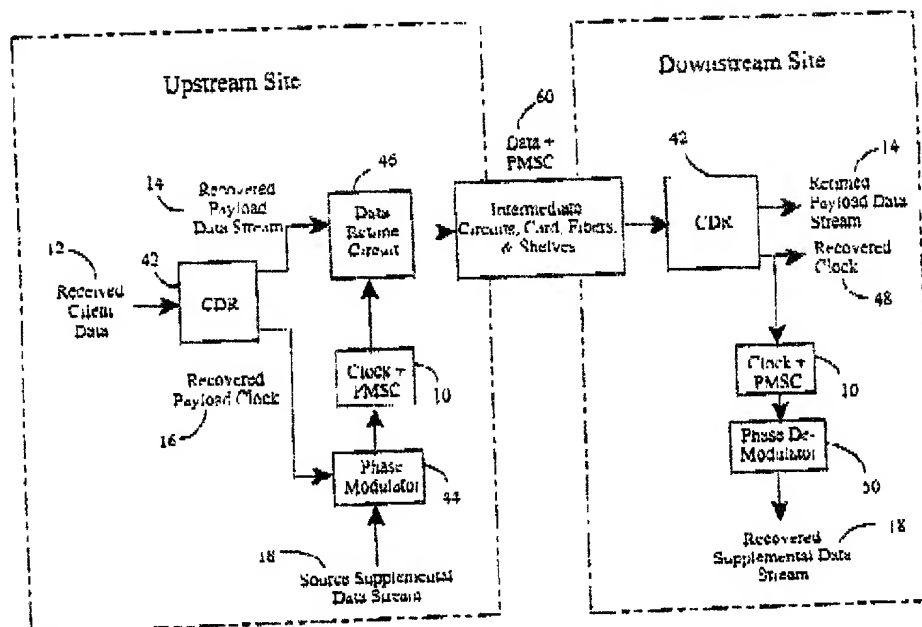 Upstream Site
Downstream Site
60
Data +
PMSC
14
Recovered
Payload
Data Stream
46
Data
Retime
Circuit
Intermediate
Circuits, Card, Fibers,
& Shelves
42
CDR
14
Retimed
Payload Data
Stream
Recovered
Clock
48
12
Received
Client
Data
42
CDR
Recovered
Payload Clock
16
Clock +
PMSC
10
Phase
Modulator
44
18
Source Supplemental
Data Stream
Clock +
PMSC
10
Phase De-
Modulator
50
Recovered
Supplemental Data
Stream
18